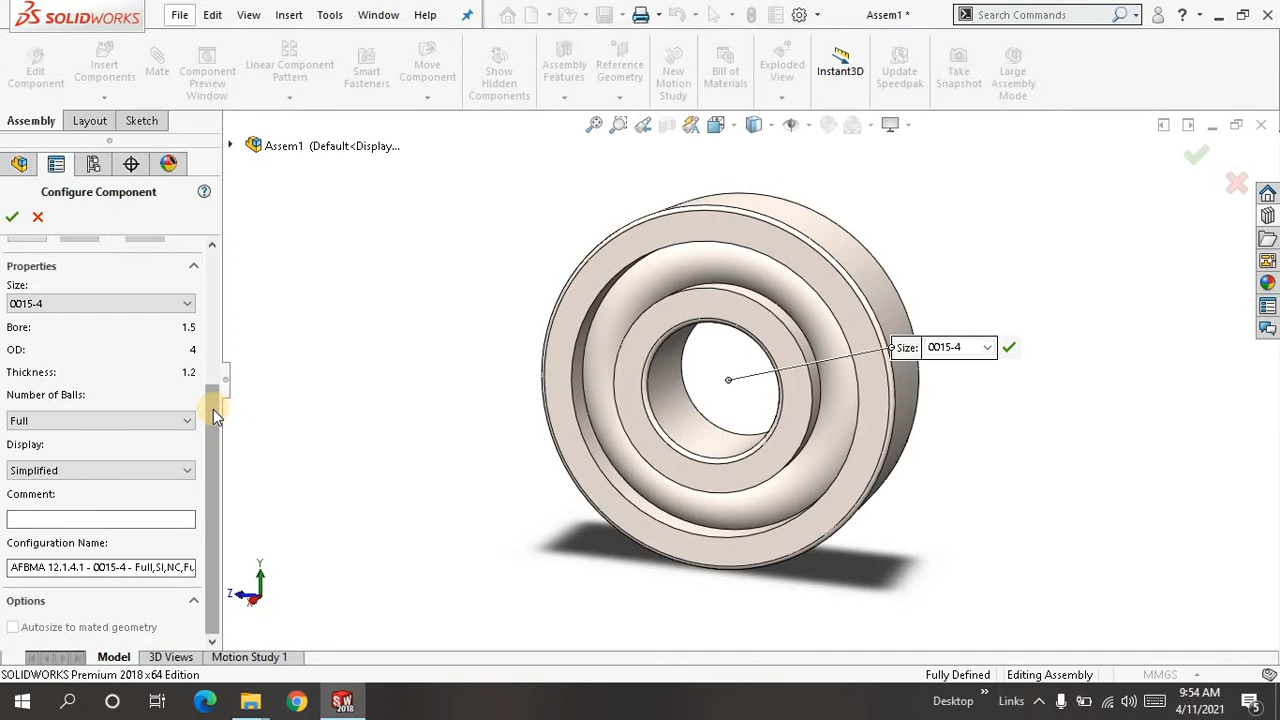 SOLIDWORKS File Edit View Insert Tools Window Help Assem1 * Search Commands
Edit Component
Insert Components
Mate
Component Preview Window
Linear Component Pattern
Smart Fasteners
Move Component
Show Hidden Components
Assembly Features
Reference Geometry
New Motion Study
Bill of Materials
Exploded View
Instant3D
Update Speedpak
Take Snapshot
Large Assembly Mode
Assembly Layout Sketch
Assem1 (Default<Display...
Configure Component
Properties
Size:
0015-4
Bore: 1.5
OD: 4
Thickness: 1.2
Number of Balls:
Full
Display:
Simplified
Comment:
Configuration Name:
AFBMA 12.1.4.1 - 0015-4 - Full,SI,NC,Fu
Options
Autosize to mated geometry
Size: 0015-4
Y
Z
Model 3D Views Motion Study 1
SOLIDWORKS Premium 2018 x64 Edition Fully Defined Editing Assembly MMGS
SW 2018
Desktop » Links 9:54 AM
4/11/2021
5